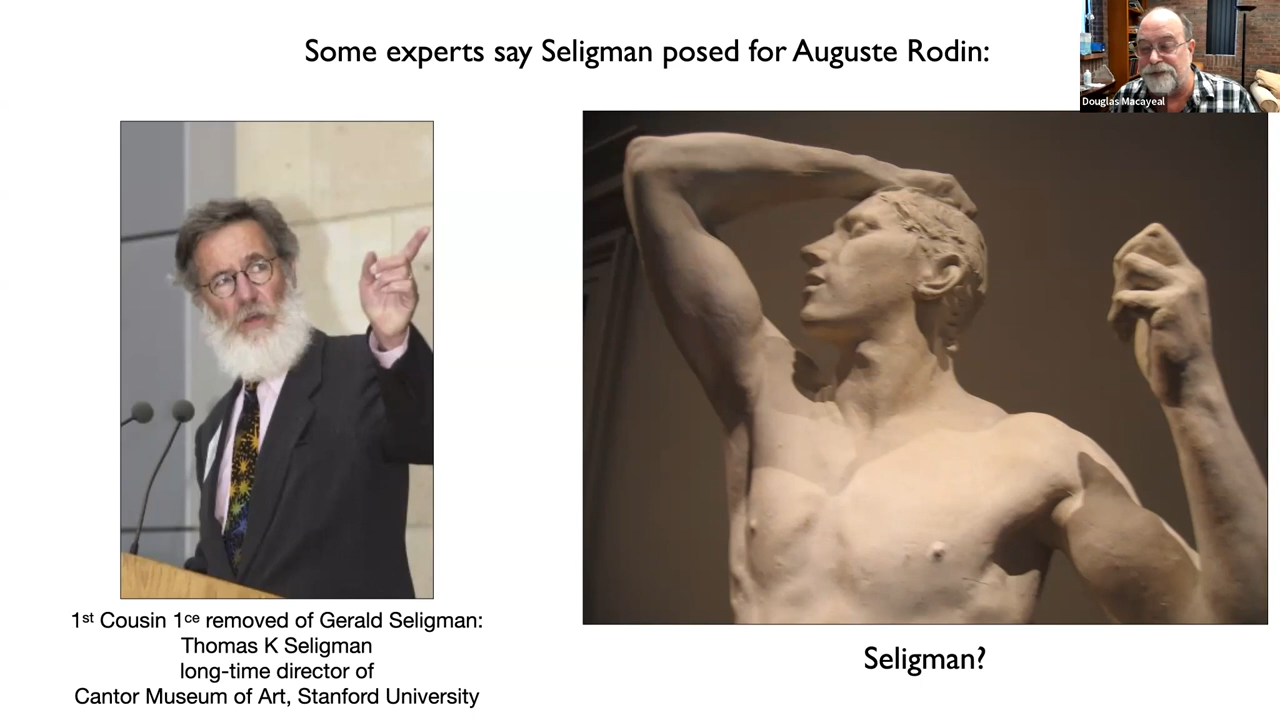 Some experts say Seligman posed for Auguste Rodin:
Douglas Macayeal
1st Cousin 1ce removed of Gerald Seligman:
Thomas K Seligman
long-time director of
Cantor Museum of Art, Stanford University
Seligman?